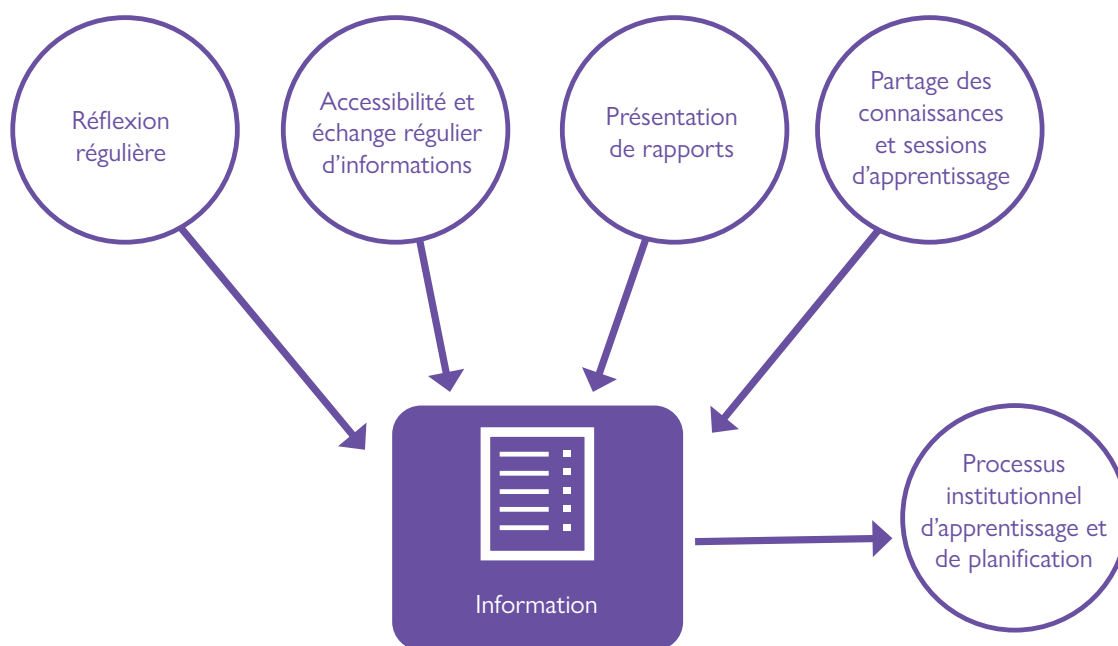 Réflexion
régulière
Accessibilité et
échange régulier
d’informations
Présentation
de rapports
Partage des
connaissances
et sessions
d’apprentissage
Information
Processus
institutionnel
d’apprentissage et
de planification